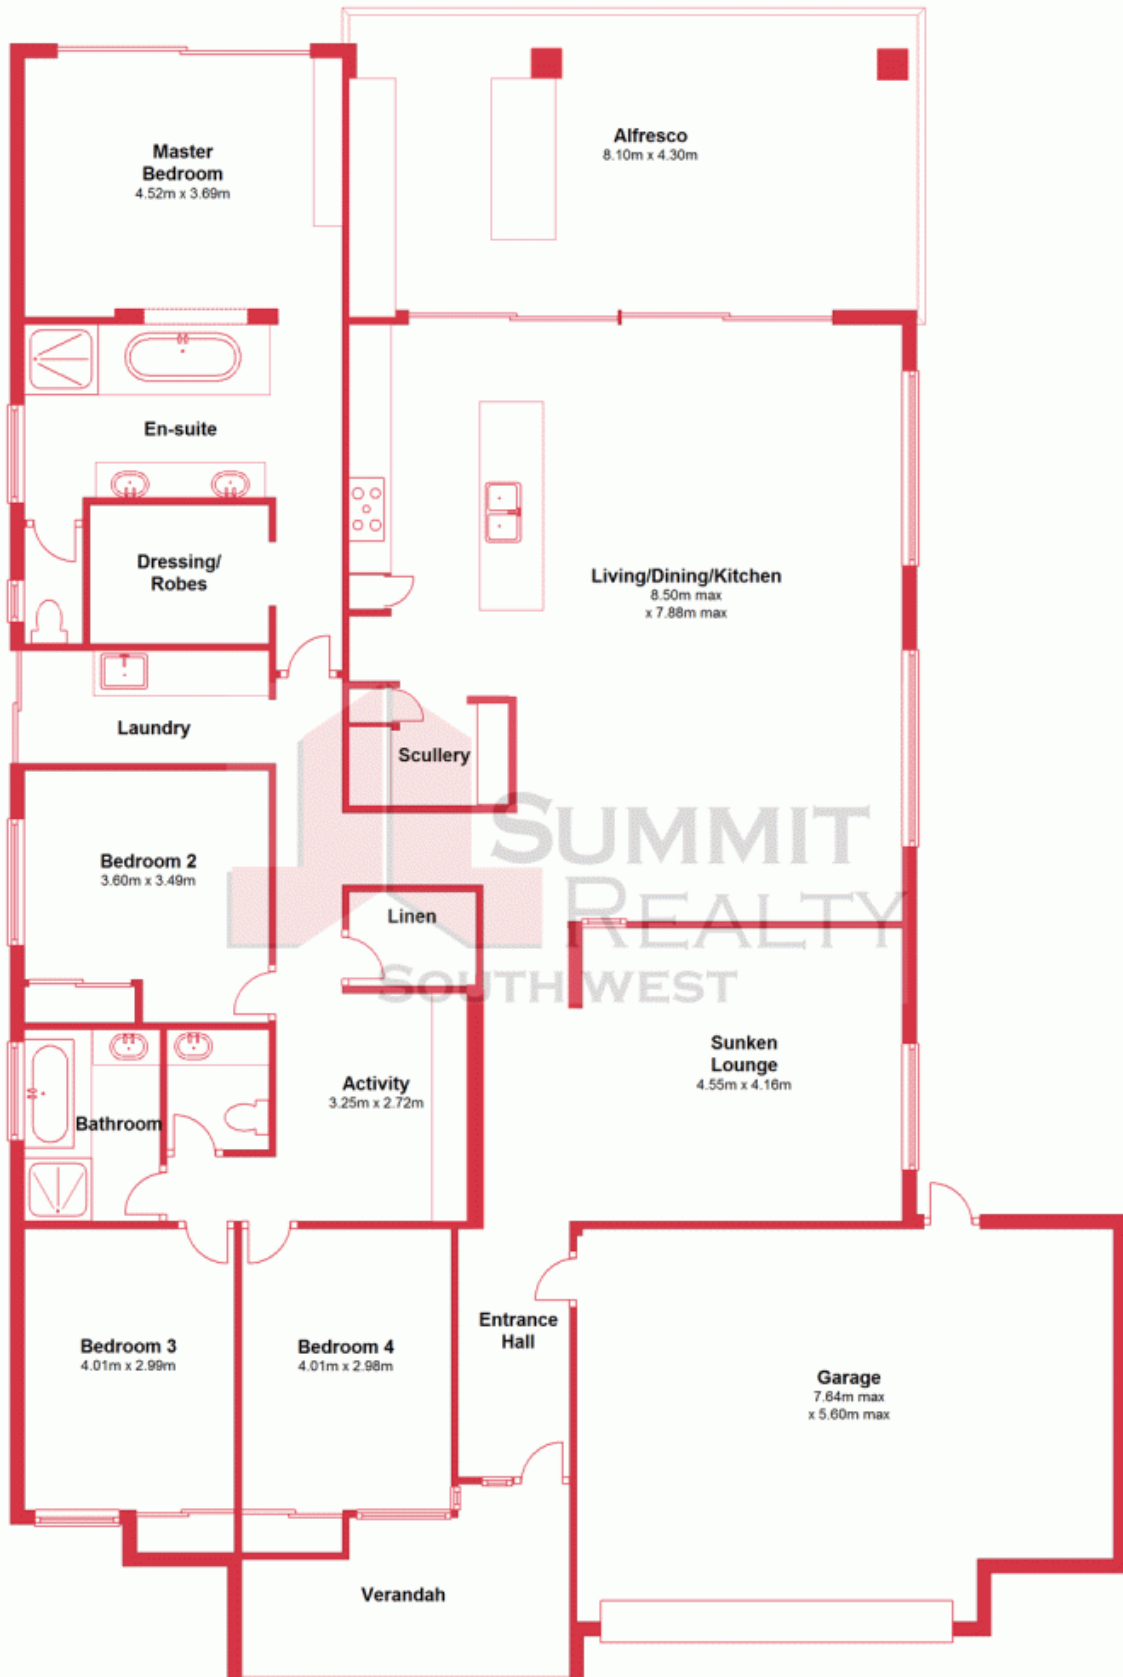 Master
Bedroom
4.52m x 3.69m
Alfresco
8.10m x 4.30m
En-suite
Dressing/
Robes
Living/Dining/Kitchen
8.50m max
x 7.88m max
Laundry
Scullery
SUMMIT
REALTY
SOUTH WEST
Bedroom 2
3.60m x 3.49m
Linen
Sunken
Lounge
4.55m x 4.16m
Activity
3.25m x 2.72m
Bathroom
Bedroom 3
4.01m x 2.99m
Bedroom 4
4.01m x 2.98m
Entrance
Hall
Garage
7.64m max
x 5.60m max
Verandah